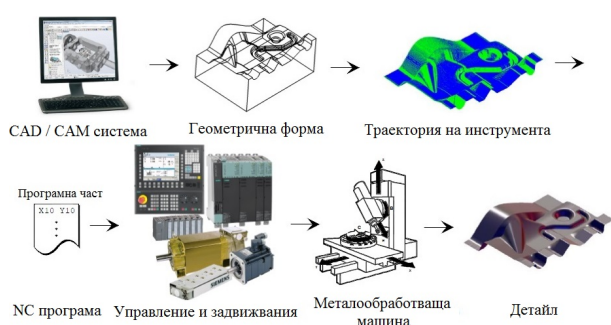 CAD / CAM система
Геометрична форма
Траектория на инструмента
Програмна част
X10 Y10
NC програма
SIEMENS
Управление и задвижвания
Металообработваща
машина
Детайл